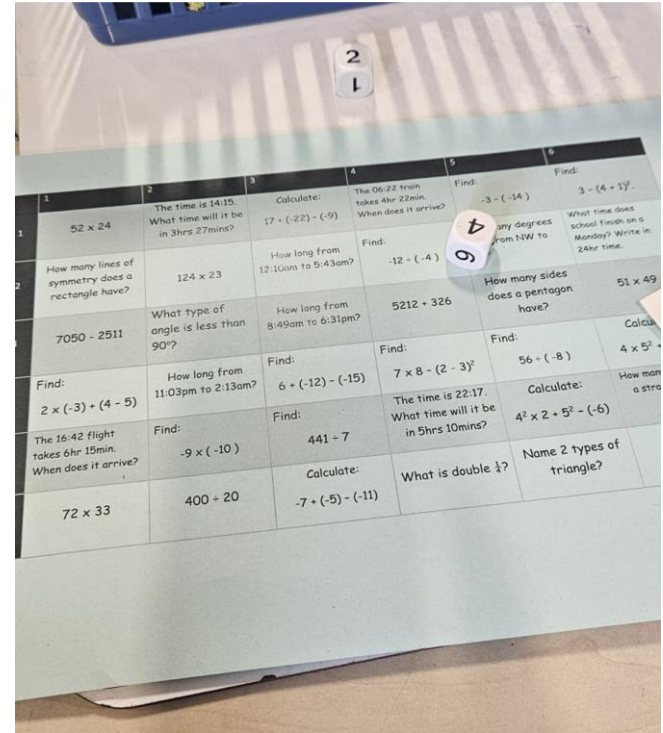 2
1
1 2 3 4 5 6
1
52 x 24
The time is 14:15.
What time will it be
in 3hrs 27mins?
Calculate:
17 + (-22) - (-9)
The 06:22 train
takes 4hr 22min.
When does it arrive?
Find:
-3 - ( -14 )
Find:
3 - (4 + 1)².
2
How many lines of
symmetry does a
rectangle have?
124 x 23
How long from
12:10am to 5:43am?
Find:
-12 ÷ ( -4 )
4
6
any degrees
from NW to
What time does
school finish on a
Monday? Write in
24hr time.
7050 - 2511
What type of
angle is less than
90°?
How long from
8:49am to 6:31pm?
5212 + 326
How many sides
does a pentagon
have?
51 x 49
Find:
2 x (-3) + (4 - 5)
How long from
11:03pm to 2:13am?
Find:
6 + (-12) - (-15)
Find:
7 x 8 - (2 - 3)²
Find:
56 ÷ ( -8 )
Calcu
4 x 5²
The 16:42 flight
takes 6hr 15min.
When does it arrive?
Find:
-9 x ( -10 )
Find:
441 ÷ 7
The time is 22:17.
What time will it be
in 5hrs 10mins?
Calculate:
4² x 2 + 5² - (-6)
How man
a stra
72 x 33
400 ÷ 20
Calculate:
-7 + (-5) - (-11)
What is double ¼?
Name 2 types of
triangle?